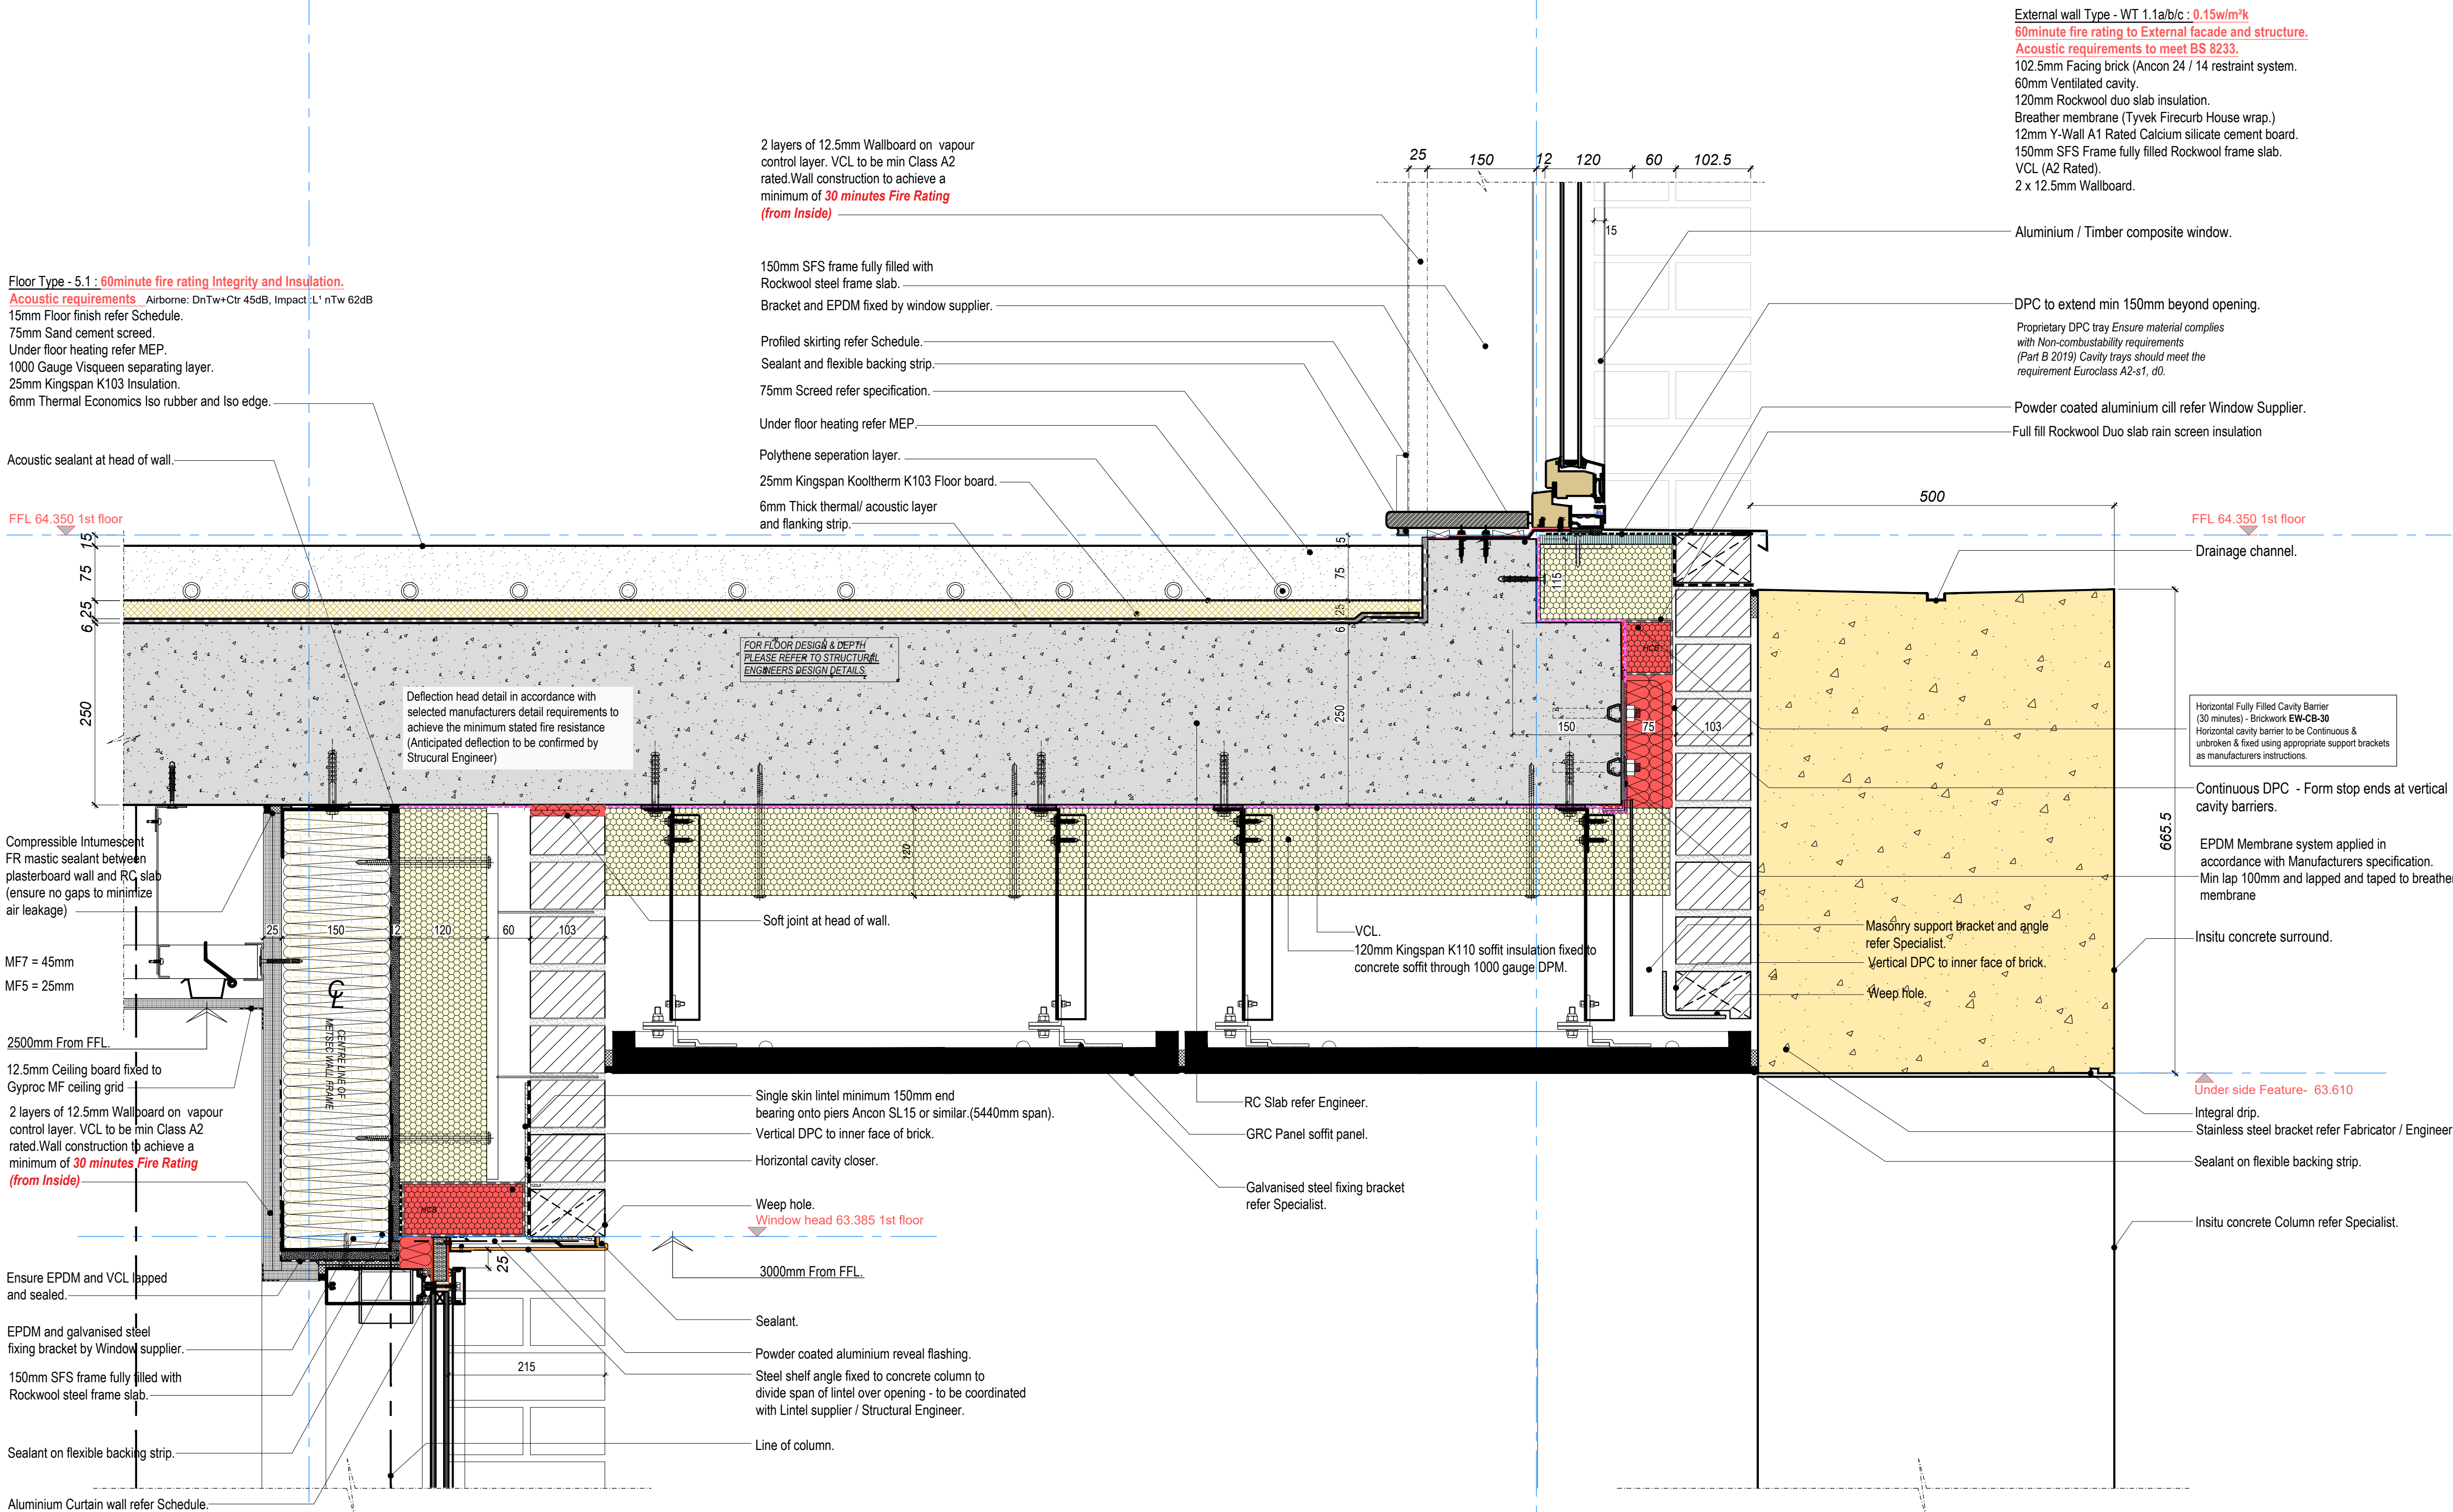 External wall Type - WT 1.1a/b/c : 0.15w/m²k
60minute fire rating to External facade and structure.
Acoustic requirements to meet BS 8233.
102.5mm Facing brick (Ancon 24 / 14 restraint system.
60mm Ventilated cavity.
120mm Rockwool duo slab insulation.
Breather membrane (Tyvek Firecurb House wrap.)
12mm Y-Wall A1 Rated Calcium silicate cement board.
150mm SFS Frame fully filled Rockwool frame slab.
VCL (A2 Rated).
2 x 12.5mm Wallboard.
2 layers of 12.5mm Wallboard on vapour
control layer. VCL to be min Class A2
rated.Wall construction to achieve a
minimum of 30 minutes Fire Rating
(from Inside)
25
150
12
120
60
102.5
15
150mm SFS frame fully filled with
Rockwool steel frame slab.
Bracket and EPDM fixed by window supplier.
Profiled skirting refer Schedule.
Sealant and flexible backing strip.
75mm Screed refer specification.
Under floor heating refer MEP.
Polythene seperation layer.
25mm Kingspan Kooltherm K103 Floor board.
6mm Thick thermal/ acoustic layer
and flanking strip.
Floor Type - 5.1 : 60minute fire rating Integrity and Insulation.
Acoustic requirements Airborne: DnTw+Ctr 45dB, Impact :L' nTw 62dB
15mm Floor finish refer Schedule.
75mm Sand cement screed.
Under floor heating refer MEP.
1000 Gauge Visqueen separating layer.
25mm Kingspan K103 Insulation.
6mm Thermal Economics Iso rubber and Iso edge.
Acoustic sealant at head of wall.
FFL 64.350 1st floor
Aluminium / Timber composite window.
DPC to extend min 150mm beyond opening.
Proprietary DPC tray Ensure material complies
with Non-combustability requirements
(Part B 2019) Cavity trays should meet the
requirement Euroclass A2-s1, d0.
Powder coated aluminium cill refer Window Supplier.
Full fill Rockwool Duo slab rain screen insulation
500
FFL 64.350 1st floor
Drainage channel.
15
75
25
6
250
5
75
25
6
250
115
150
75
103
HCB
FOR FLOOR DESIGN & DEPTH
PLEASE REFER TO STRUCTURAL
ENGINEERS DESIGN DETAILS.
Deflection head detail in accordance with
selected manufacturers detail requirements to
achieve the minimum stated fire resistance
(Anticipated deflection to be confirmed by
Strucural Engineer)
Horizontal Fully Filled Cavity Barrier
(30 minutes) - Brickwork EW-CB-30
Horizontal cavity barrier to be Continuous &
unbroken & fixed using appropriate support brackets
as manufacturers instructions.
Continuous DPC - Form stop ends at vertical
cavity barriers.
665.5
EPDM Membrane system applied in
accordance with Manufacturers specification.
Min lap 100mm and lapped and taped to breather
membrane
Masonry support bracket and angle
refer Specialist.
Vertical DPC to inner face of brick.
Weep hole.
Insitu concrete surround.
Under side Feature- 63.610
Integral drip.
Stainless steel bracket refer Fabricator / Engineer
Sealant on flexible backing strip.
Insitu concrete Column refer Specialist.
Compressible Intumescent
FR mastic sealant between
plasterboard wall and RC slab
(ensure no gaps to minimize
air leakage)
25
150
12
120
60
103
120
MF7 = 45mm
MF5 = 25mm
CL
CENTRE LINE OF
METSEC WALL FRAME
2500mm From FFL.
12.5mm Ceiling board fixed to
Gyproc MF ceiling grid
2 layers of 12.5mm Wallboard on vapour
control layer. VCL to be min Class A2
rated.Wall construction to achieve a
minimum of 30 minutes Fire Rating
(from Inside)
Ensure EPDM and VCL lapped
and sealed.
EPDM and galvanised steel
fixing bracket by Window supplier.
150mm SFS frame fully filled with
Rockwool steel frame slab.
Sealant on flexible backing strip.
Aluminium Curtain wall refer Schedule.
Soft joint at head of wall.
VCL.
120mm Kingspan K110 soffit insulation fixed to
concrete soffit through 1000 gauge DPM.
Single skin lintel minimum 150mm end
bearing onto piers Ancon SL15 or similar.(5440mm span).
Vertical DPC to inner face of brick.
Horizontal cavity closer.
Weep hole.
Window head 63.385 1st floor
HCB
25
3000mm From FFL.
Sealant.
Powder coated aluminium reveal flashing.
Steel shelf angle fixed to concrete column to
divide span of lintel over opening - to be coordinated
with Lintel supplier / Structural Engineer.
Line of column.
215
RC Slab refer Engineer.
GRC Panel soffit panel.
Galvanised steel fixing bracket
refer Specialist.